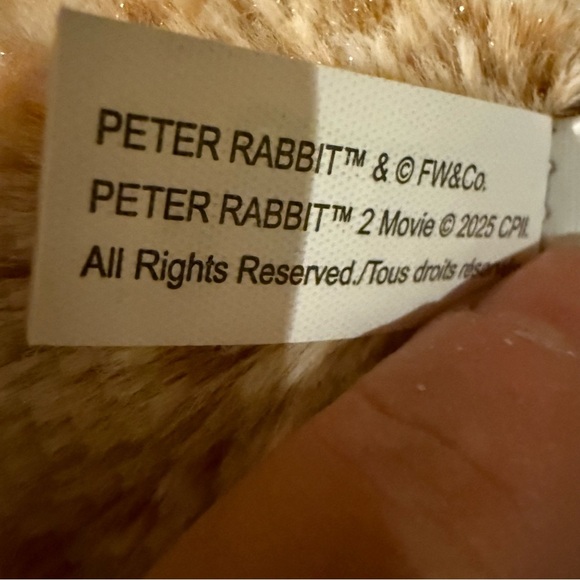 PETER RABBIT™ & © FW&Co.
PETER RABBIT™ 2 Movie © 2025 CPII.
All Rights Reserved./Tous droits